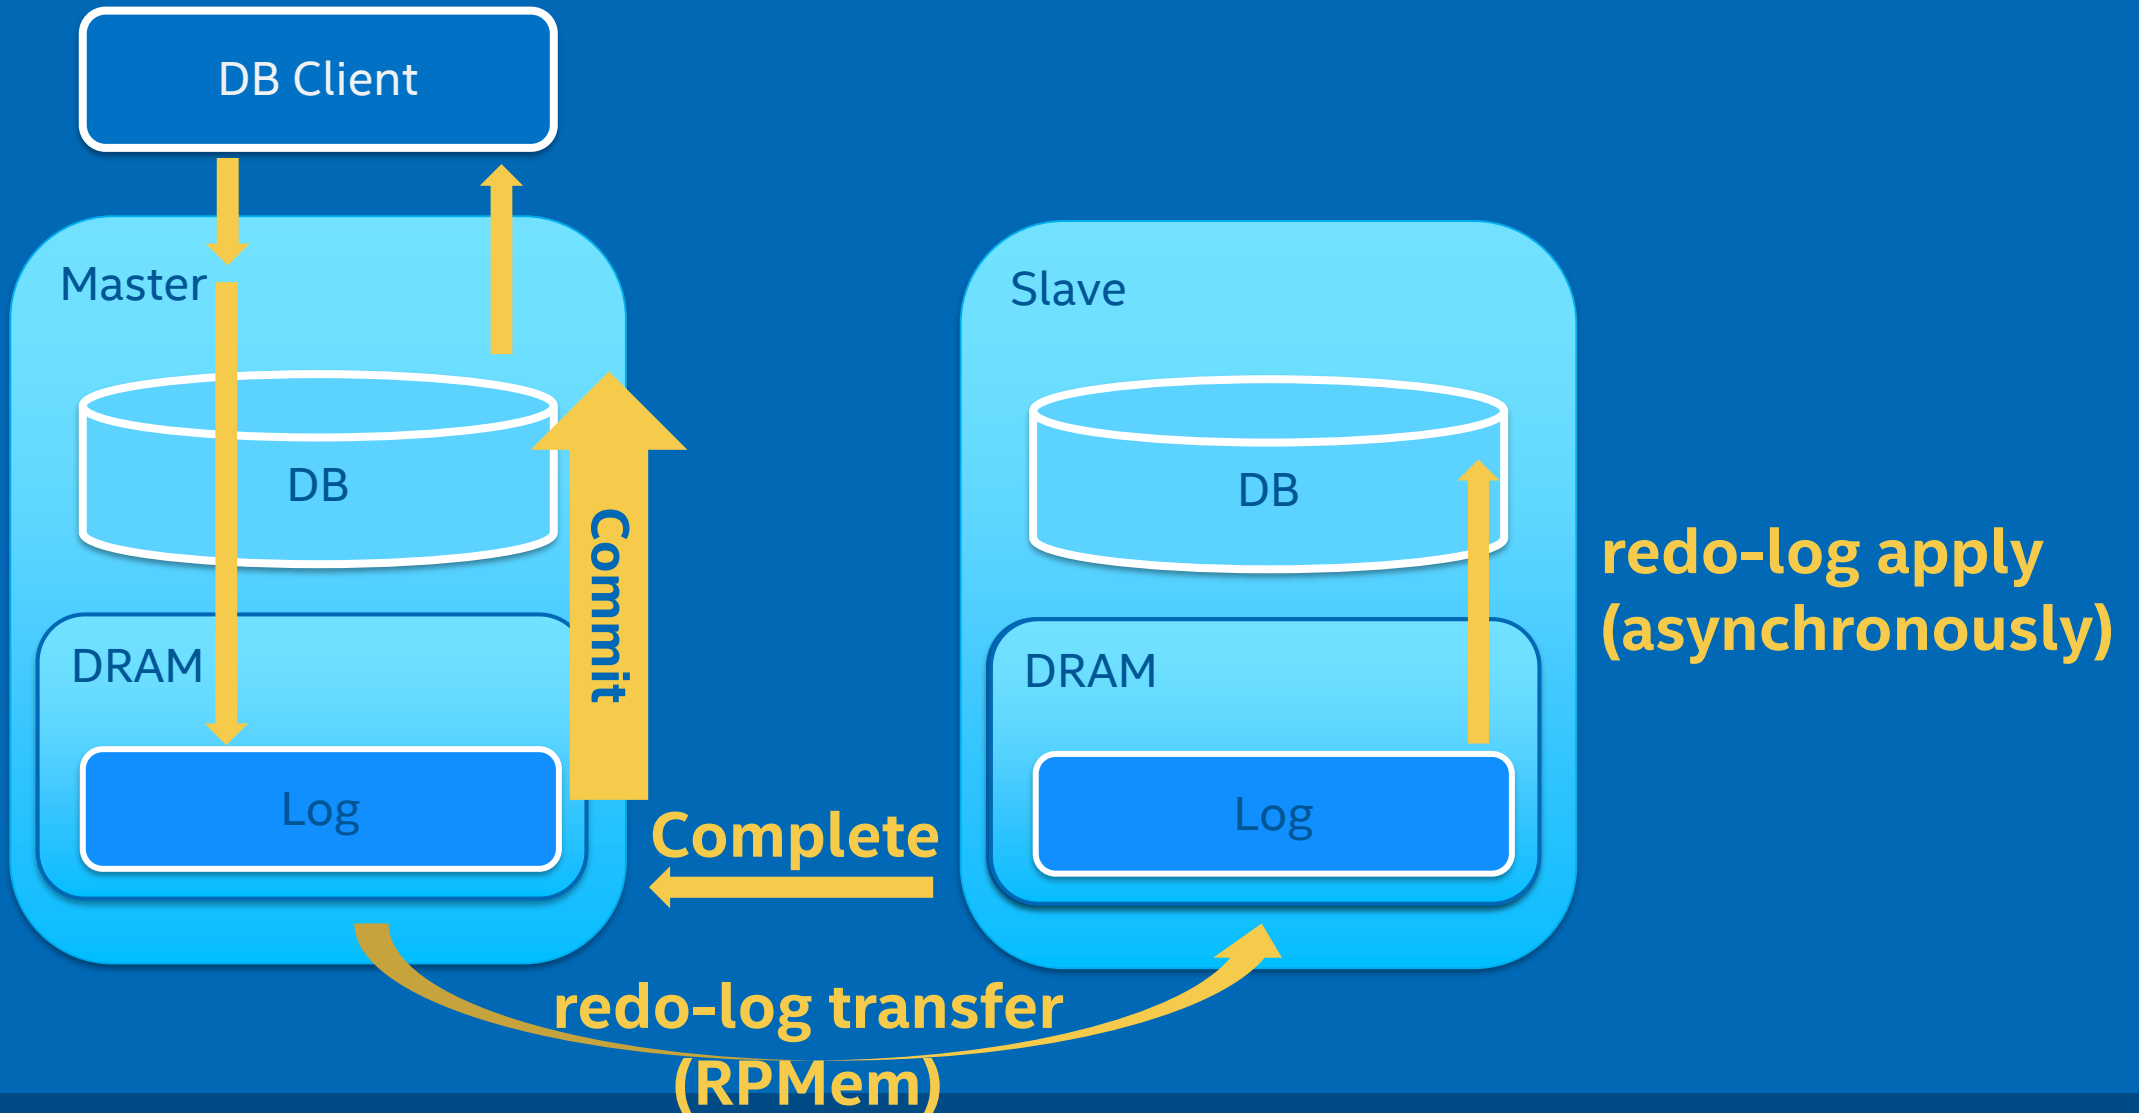 DB Client
Master
DB
Commit
DRAM
Log
Slave
DB
DRAM
Log
redo-log apply
(asynchronously)
Complete
redo-log transfer
(RPMem)